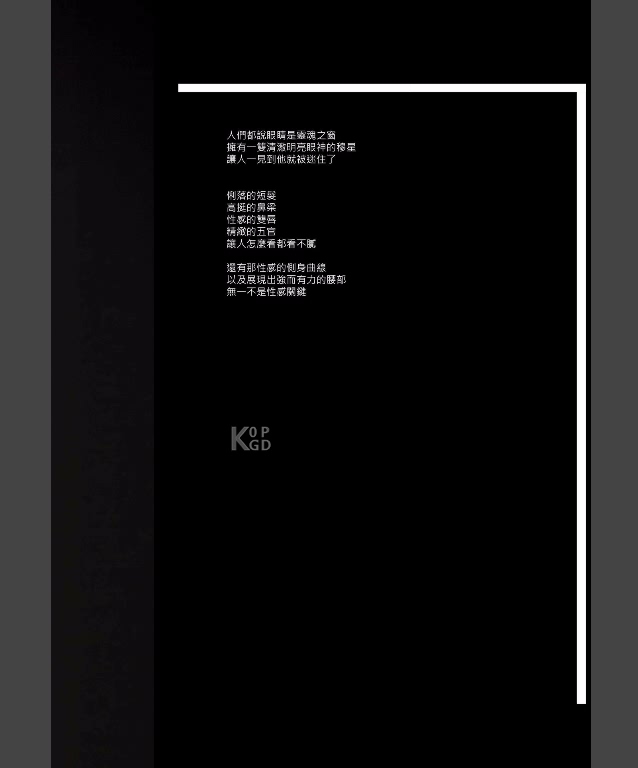 人們都說眼睛是靈魂之窗
擁有一雙清澈明亮眼神的穆星
讓人一見到他就被迷住了
俐落的短髮
高挺的鼻梁
性感的雙唇
精緻的五官
讓人怎麼看都看不膩
還有那性感的側身曲線
以及展現出強而有力的腰部
無一不是性感關鍵
K0P
GD